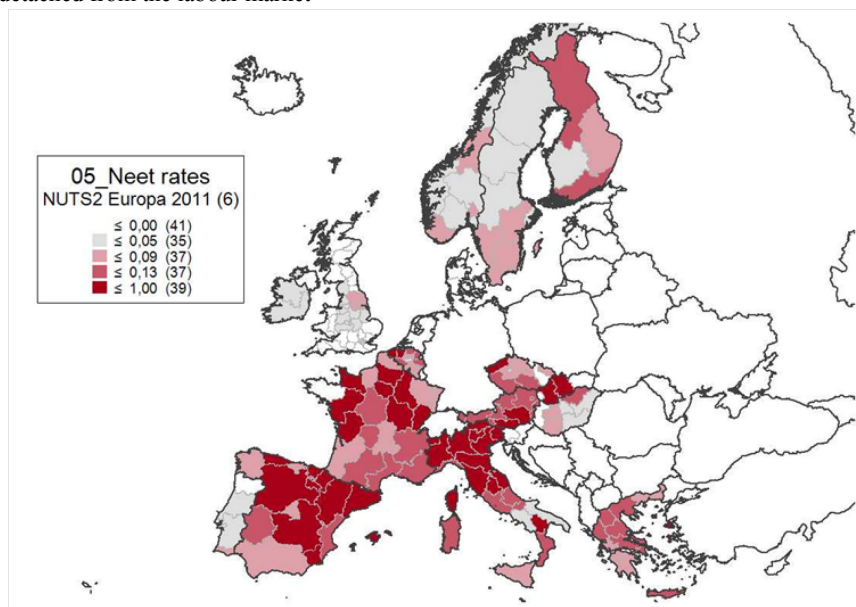 detached from the labour market
05_Neet rates
NUTS2 Europa 2011 (6)
≤ 0,00 (41)
≤ 0,05 (35)
≤ 0,09 (37)
≤ 0,13 (37)
≤ 1,00 (39)